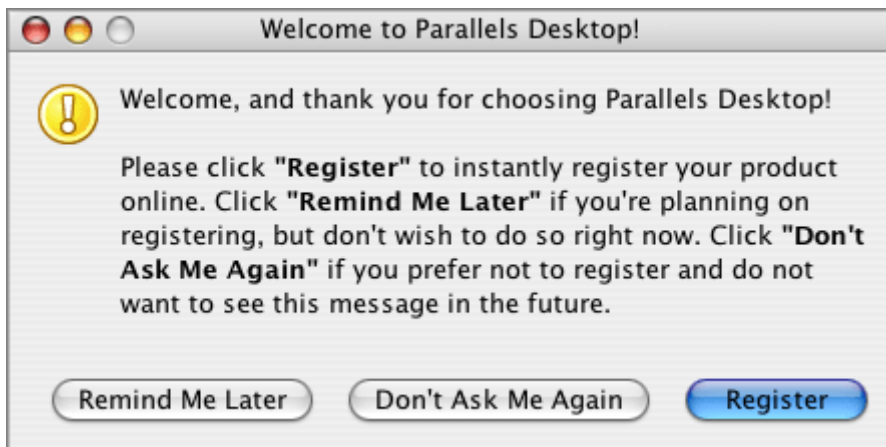 Welcome to Parallels Desktop!
Welcome, and thank you for choosing Parallels Desktop!
Please click "Register" to instantly register your product
online. Click "Remind Me Later" if you're planning on
registering, but don't wish to do so right now. Click "Don't
Ask Me Again" if you prefer not to register and do not
want to see this message in the future.
Remind Me Later Don't Ask Me Again Register